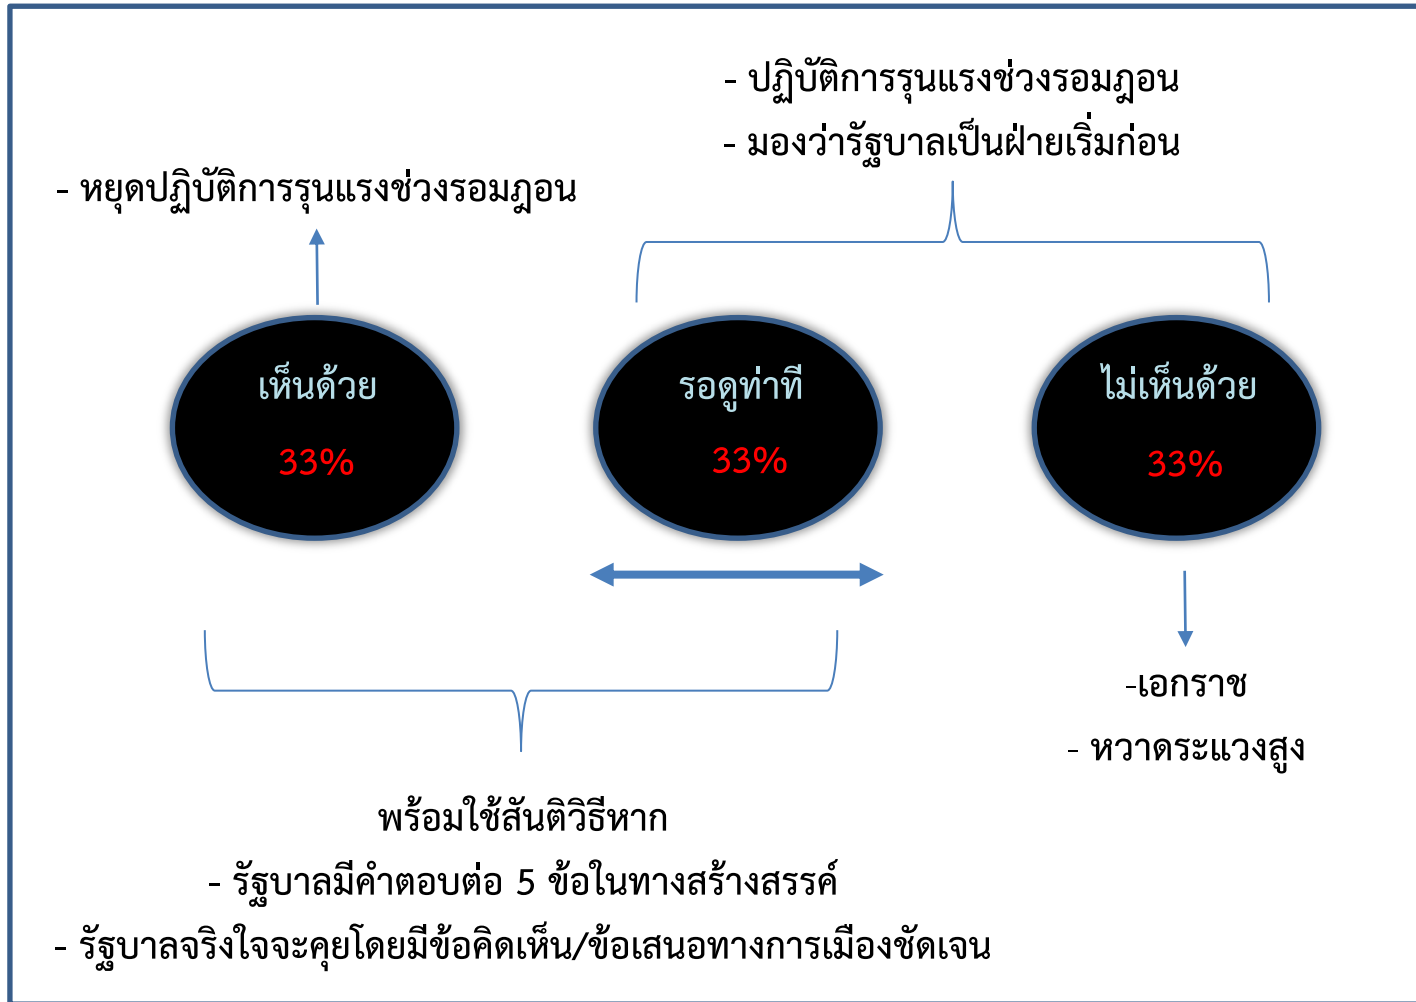 - ปฏิบัติการรุนแรงช่วงรอมฎอน
- มองว่ารัฐบาลเป็นฝ่ายเริ่มก่อน
- หยุดปฏิบัติการรุนแรงช่วงรอมฎอน
เห็นด้วย
33%
รอดูท่าที
33%
ไม่เห็นด้วย
33%
-เอกราช
- หวาดระแวงสูง
พร้อมใช้สันติวิธีหาก
- รัฐบาลมีคำตอบต่อ 5 ข้อในทางสร้างสรรค์
- รัฐบาลจริงใจจะคุยโดยมีข้อคิดเห็น/ข้อเสนอทางการเมืองชัดเจน